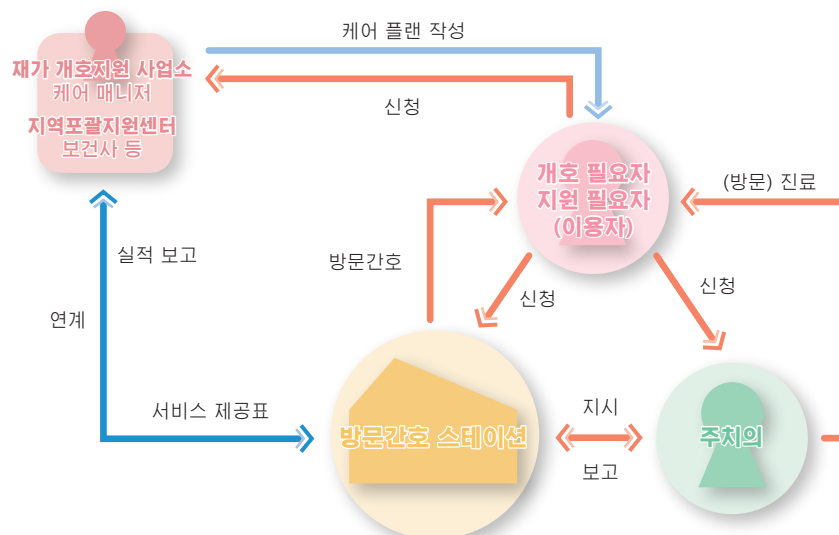 케어 플랜 작성
신청
재가 개호지원 사업소
케어 매니저
지역포괄지원센터
보건사 등
개호 필요자
지원 필요자
(이용자)
(방문) 진료
방문간호
신청
신청
실적 보고
연계
서비스 제공표
방문간호 스테이션
지시
보고
주치의